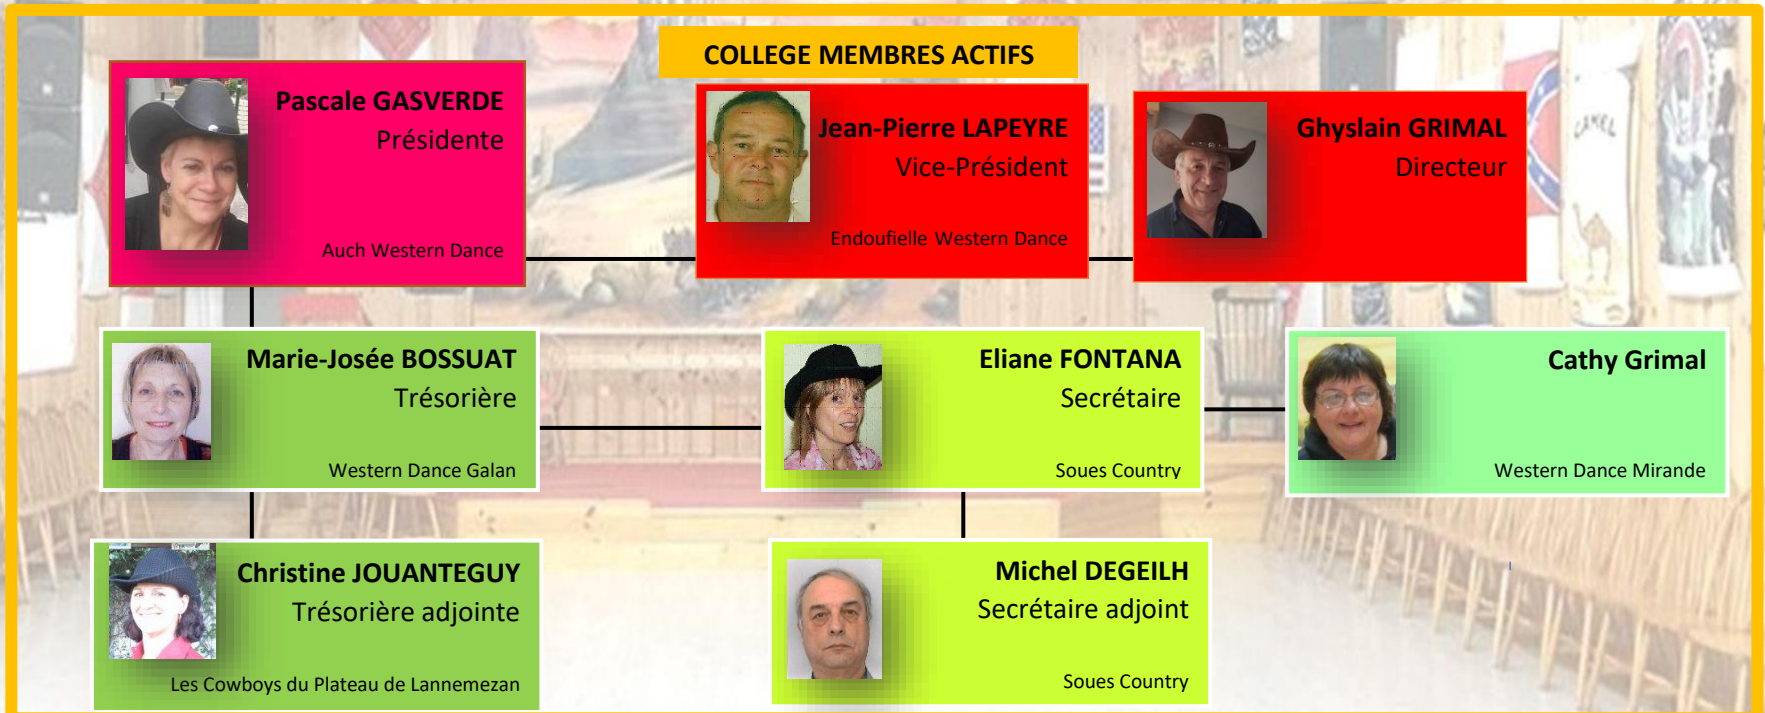 COLLEGE MEMBRES ACTIFS
Pascale GASVERDE
Présidente
Auch Western Dance
Jean-Pierre LAPEYRE
Vice-Président
Endoufielle Western Dance
Ghyslain GRIMAL
Directeur
CAMEL
Marie-Josée BOSSUAT
Trésorière
Western Dance Galan
Eliane FONTANA
Secrétaire
Soues Country
Cathy Grimal
Western Dance Mirande
Christine JOUANTEGUY
Trésorière adjointe
Les Cowboys du Plateau de Lannemezan
Michel DEGEILH
Secrétaire adjoint
Soues Country